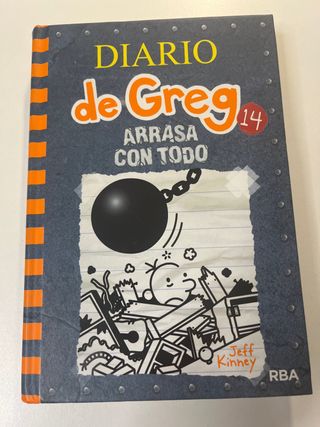 DIARIO
de Greg 14
ARRASA
CON TODO
Jeff
Kinney
RBA